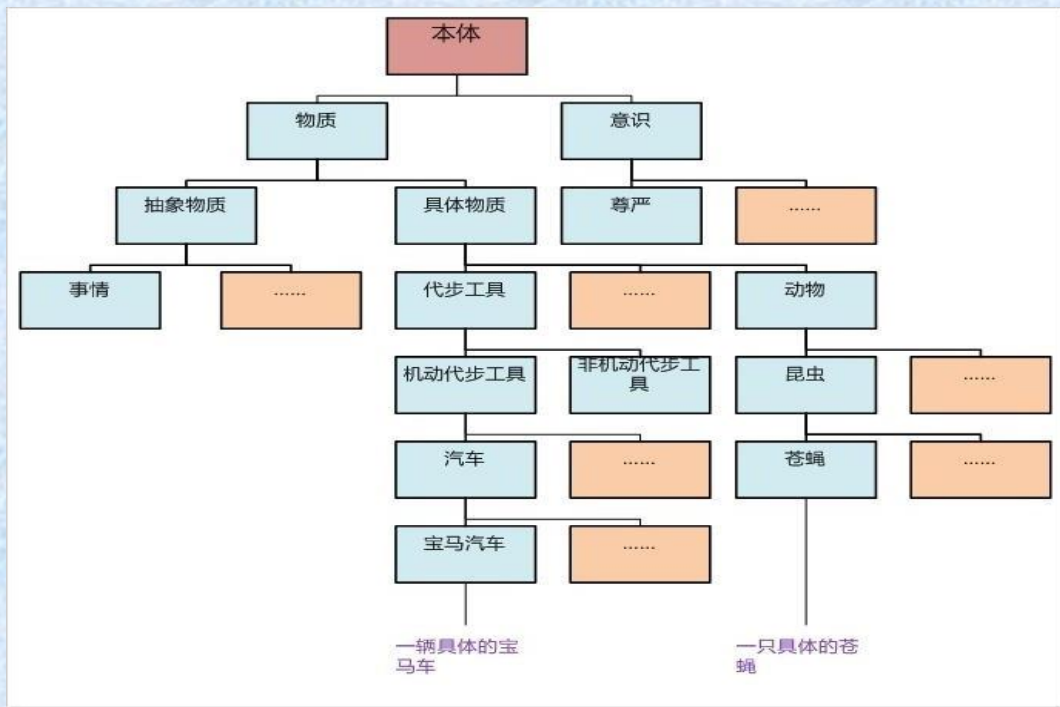 本体
物质
意识
抽象物质
具体物质
尊严
……
事情
……
代步工具
……
动物
机动代步工具
非机动代步工
具
昆虫
……
汽车
……
苍蝇
……
宝马汽车
……
一辆具体的宝
马车
一只具体的苍
蝇